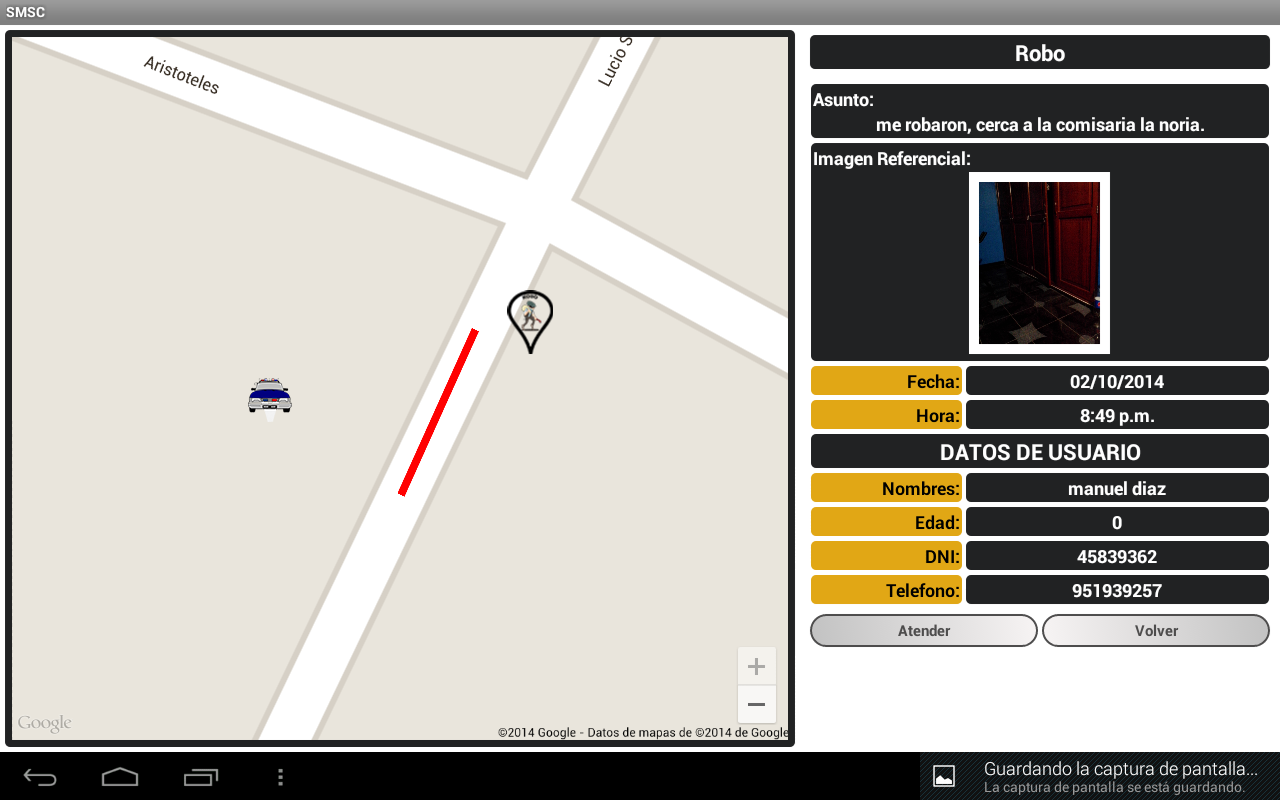 SMSC
Aristoteles
Lucio S
Google
©2014 Google - Datos de mapas de ©2014 de Google
Robo
Asunto:
me robaron, cerca a la comisaria la noria.
Imagen Referencial:
Fecha: 02/10/2014
Hora: 8:49 p.m.
DATOS DE USUARIO
Nombres: manuel diaz
Edad: 0
DNI: 45839362
Telefono: 951939257
Atender Volver
Guardando la captura de pantalla...
La captura de pantalla se está guardando.